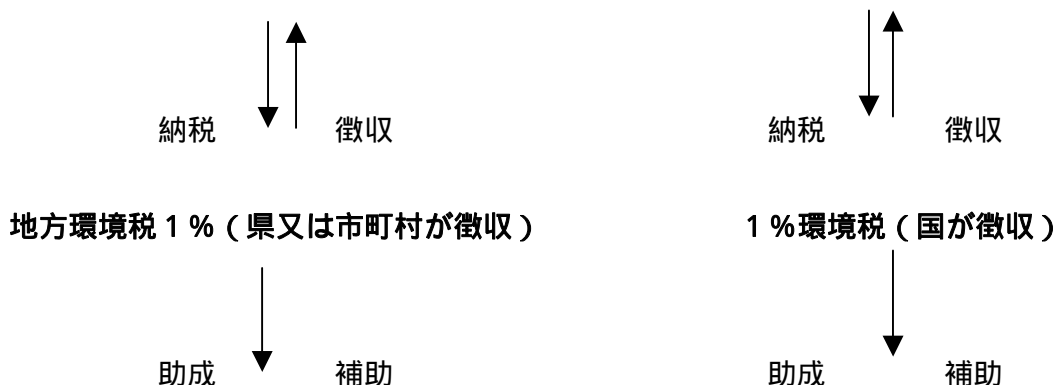 納税 徴収 納税 徴収
地方環境税1%(県又は市町村が徴収) 1%環境税(国が徴収)
助成 補助 助成 補助